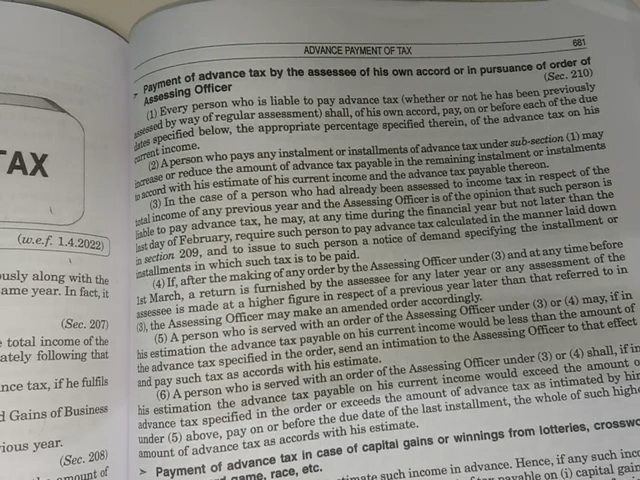 TAX
(w.e.f. 1.4.2022)
usly along with the
ame year. In fact, it
(Sec. 207)
total income of the
ately following that
nce tax, if he fulfils
d Gains of Business
ious year.
(Sec. 208)
amount of
ADVANCE PAYMENT OF TAX
681
Payment of advance tax by the assessee of his own accord or in pursuance of order of
Assessing Officer
(Sec. 210)
(1) Every person who is liable to pay advance tax (whether or not he has been previously
assessed by way of regular assessment) shall, of his own accord, pay, on or before each of the due
dates specified below, the appropriate percentage specified therein, of the advance tax on his
current income.
(2) A person who pays any instalment or installments of advance tax under sub-section (1) may
increase or reduce the amount of advance tax payable in the remaining instalment or instalments
to accord with his estimate of his current income and the advance tax payable thereon.
(3) In the case of a person who had already been assessed to income tax in respect of the
total income of any previous year and the Assessing Officer is of the opinion that such person is
liable to pay advance tax, he may, at any time during the financial year but not later than the
last day of February, require such person to pay advance tax calculated in the manner laid down
in section 209, and to issue to such person a notice of demand specifying the installment or
installments in which such tax is to be paid.
(4) If, after the making of any order by the Assessing Officer under (3) and at any time before
1st March, a return is furnished by the assessee for any later year or any assessment of the
assessee is made at a higher figure in respect of a previous year later than that referred to in
(3), the Assessing Officer may make an amended order accordingly.
(5) A person who is served with an order of the Assessing Officer under (3) or (4) may, if in
his estimation the advance tax payable on his current income would be less than the amount of
the advance tax specified in the order, send an intimation to the Assessing Officer to that effect
and pay such tax as accords with his estimate.
(6) A person who is served with an order of the Assessing Officer under (3) or (4) shall, if in
his estimation the advance tax payable on his current income would exceed the amount o
advance tax specified in the order or exceeds the amount of advance tax as intimated by him
under (5) above, pay on or before the due date of the last installment, the whole of such highe
amount of advance tax as accords with his estimate.
➢ Payment of advance tax in case of capital gains or winnings from lotteries, crosswo
game, race, etc.
such income in advance. Hence, if any such inco
payable on (i) capital gain